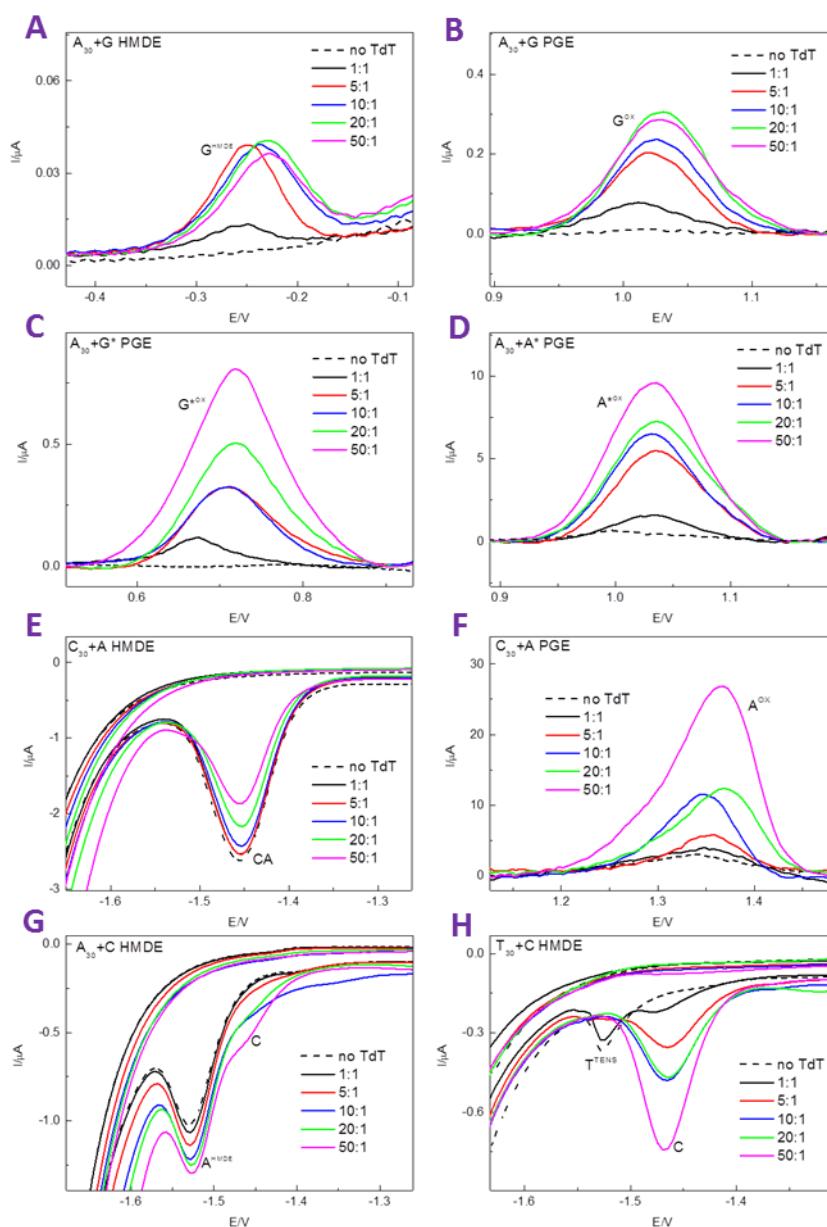 A
A₃₀+G HMDE
no TdT
1:1
5:1
10:1
20:1
50:1
G^HMDE
0.06
0.03
0.00
I/μA
-0.4
-0.3
-0.2
-0.1
E/V
B
A₃₀+G PGE
no TdT
1:1
5:1
10:1
20:1
50:1
G^OX
0.4
0.2
0.0
I/μA
0.9
1.0
1.1
E/V
C
A₃₀+G* PGE
no TdT
1:1
5:1
10:1
20:1
50:1
G*^OX
0.5
0.0
I/μA
0.6
0.8
E/V
D
A₃₀+A* PGE
no TdT
1:1
5:1
10:1
20:1
50:1
A*^OX
10
5
0
I/μA
0.9
1.0
1.1
E/V
E
C₃₀+A HMDE
no TdT
1:1
5:1
10:1
20:1
50:1
CA
0
-1
-2
-3
I/μA
-1.6
-1.5
-1.4
-1.3
E/V
F
C₃₀+A PGE
no TdT
1:1
5:1
10:1
20:1
50:1
A^OX
30
20
10
0
I/μA
1.2
1.3
1.4
E/V
G
A₃₀+C HMDE
no TdT
1:1
5:1
10:1
20:1
50:1
C
A^HMDE
0.0
-0.5
-1.0
I/μA
-1.6
-1.5
-1.4
-1.3
E/V
H
T₃₀+C HMDE
no TdT
1:1
5:1
10:1
20:1
50:1
T^TENS
C
0.0
-0.3
-0.6
I/μA
-1.6
-1.5
-1.4
E/V